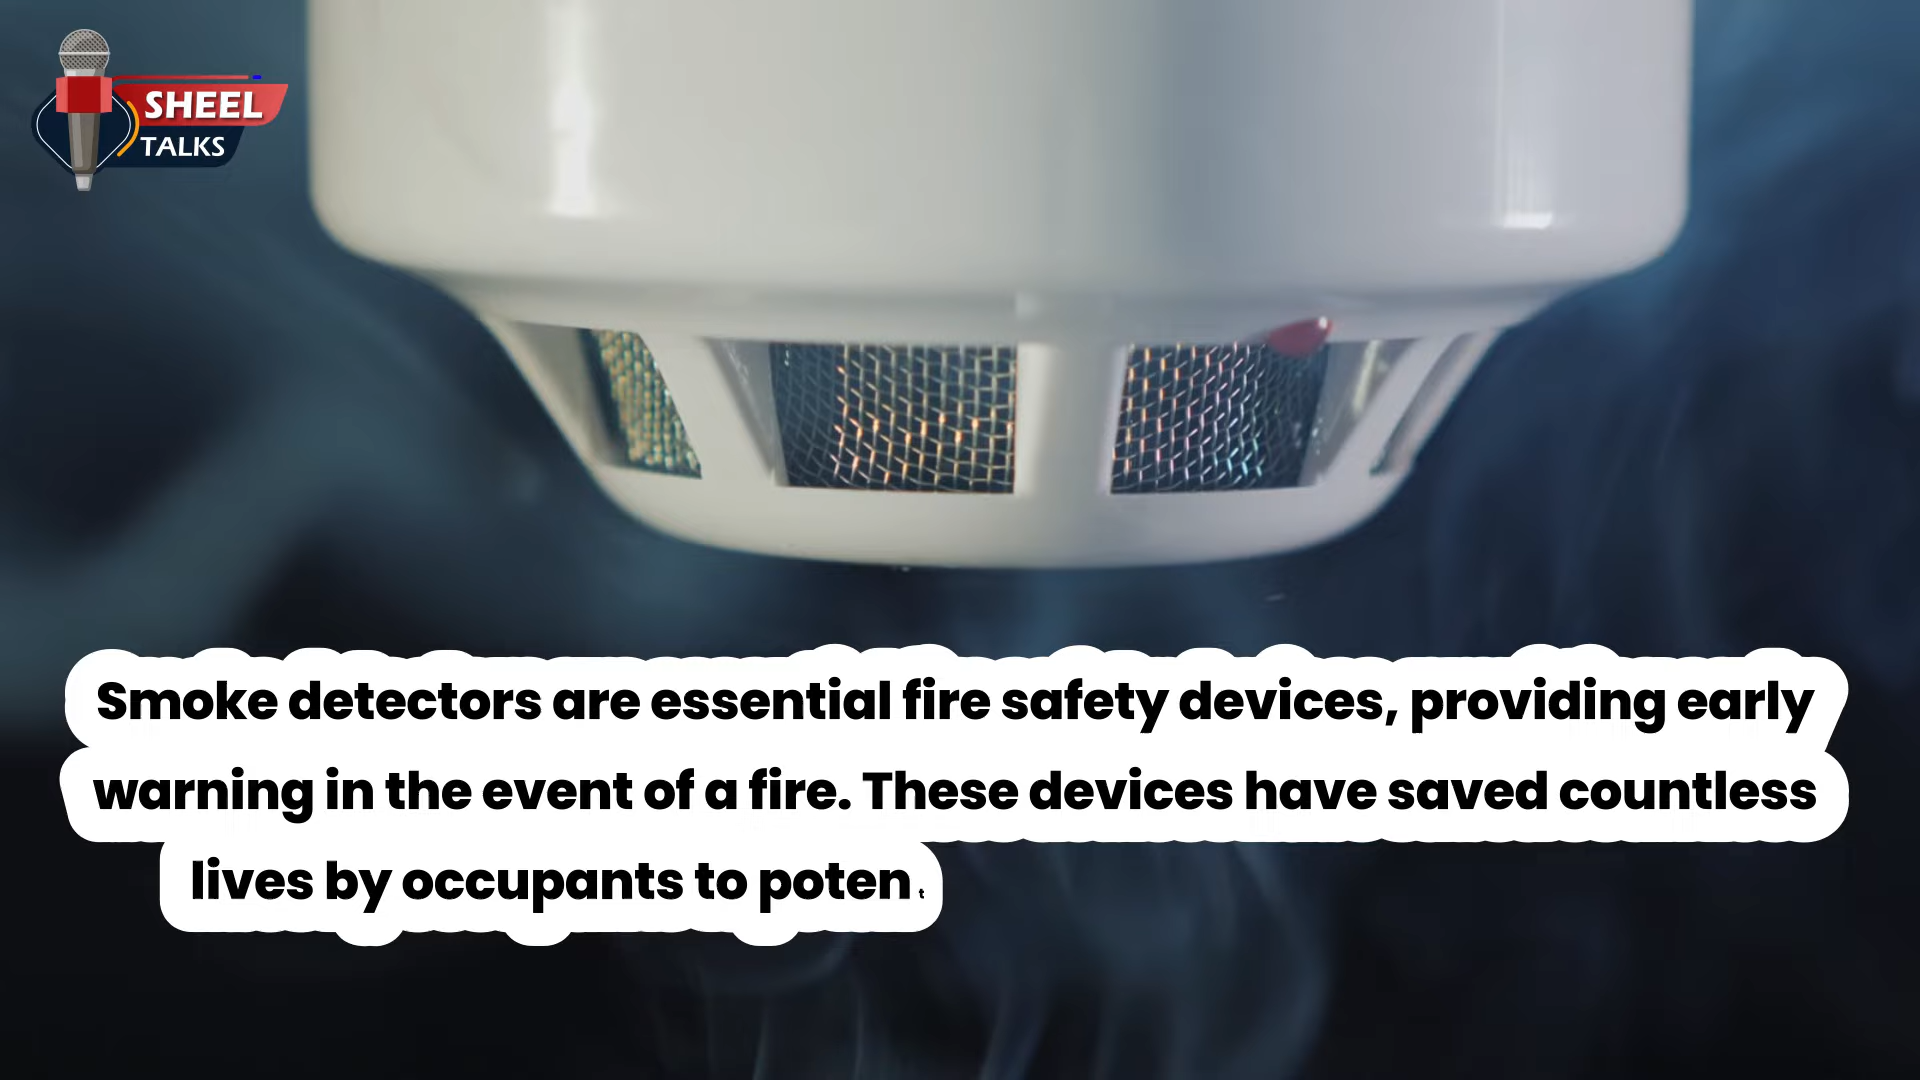 SHEEL
TALKS
Smoke detectors are essential fire safety devices, providing early
warning in the event of a fire. These devices have saved countless
lives by occupants to potent